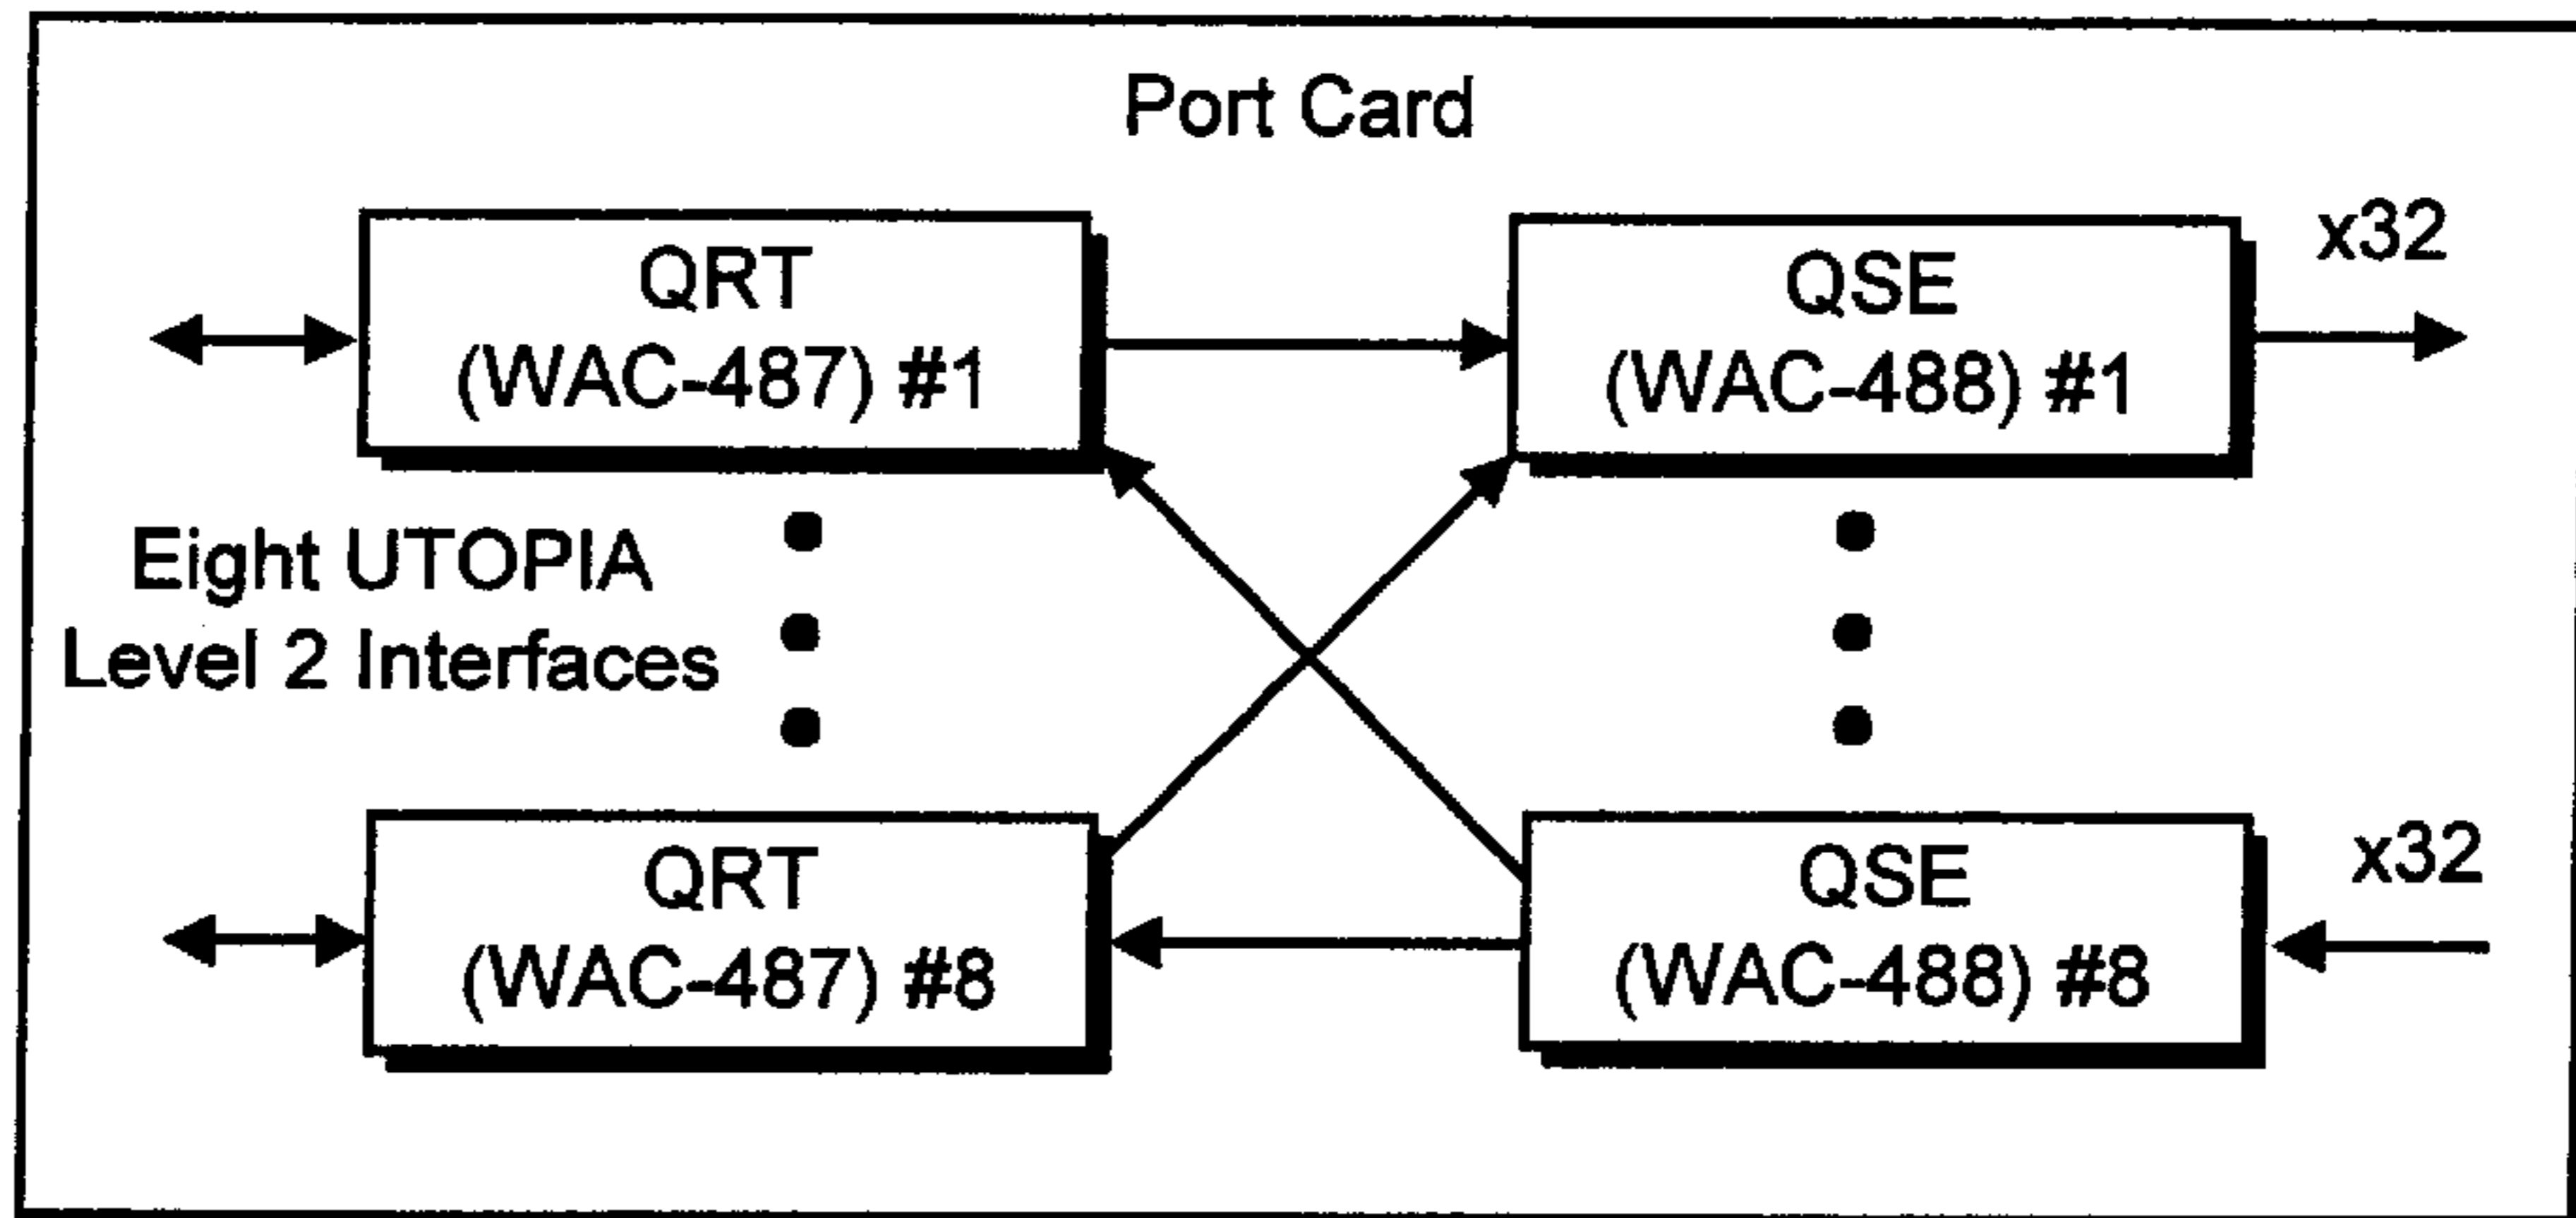 Port Card
QRT
(WAC-487) #1
QSE
(WAC-488) #1
x32
Eight UTOPIA
Level 2 Interfaces
QRT
(WAC-487) #8
QSE
(WAC-488) #8
x32